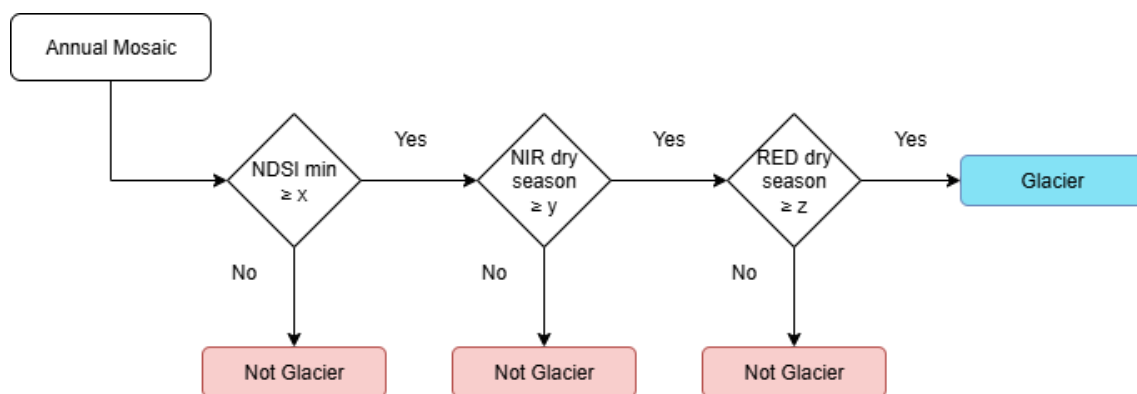 Annual Mosaic
NDSI min
≥ x
Yes
NIR dry
season
≥ y
Yes
RED dry
season
≥ z
Yes
Glacier
No
No
No
Not Glacier
Not Glacier
Not Glacier